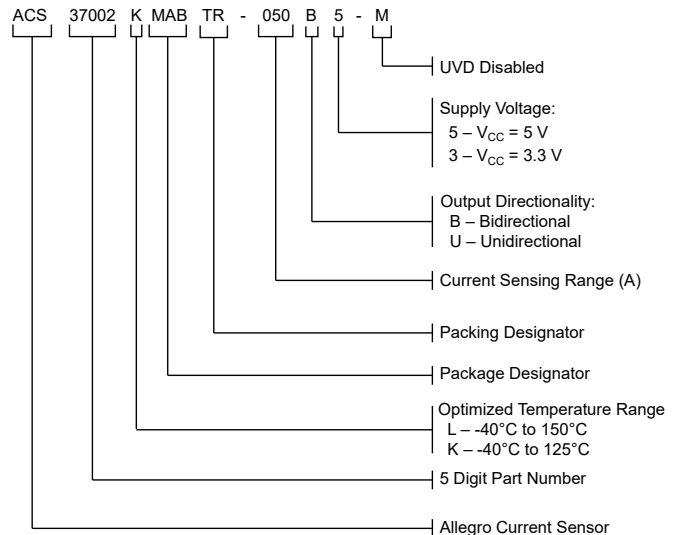 ACS 37002 K MAB TR - 050 B 5 - M
UVD Disabled
Supply Voltage:
5 – VCC = 5 V
3 – VCC = 3.3 V
Output Directionality:
B – Bidirectional
U – Unidirectional
Current Sensing Range (A)
Packing Designator
Package Designator
Optimized Temperature Range
L – -40°C to 150°C
K – -40°C to 125°C
5 Digit Part Number
Allegro Current Sensor